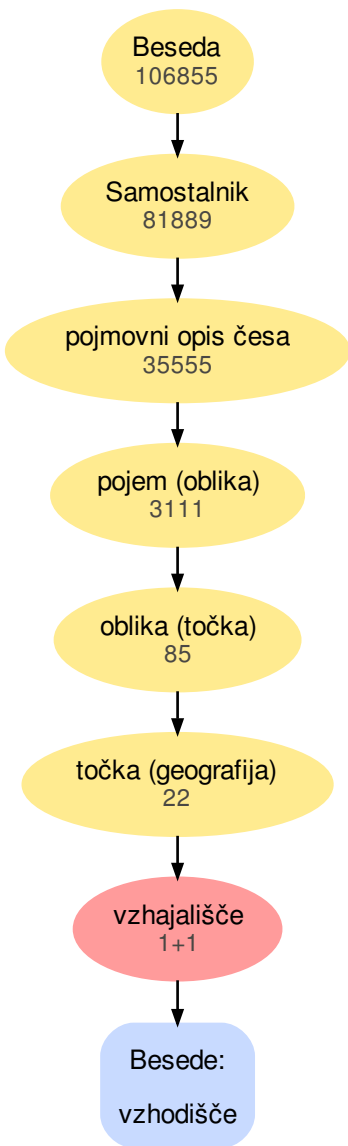 Beseda
106855
Samostalnik
81889
pojmovni opis česa
35555
pojem (oblika)
3111
oblika (točka)
85
točka (geografija)
22
vzhajališče
1+1
Besede:
vzhodišče